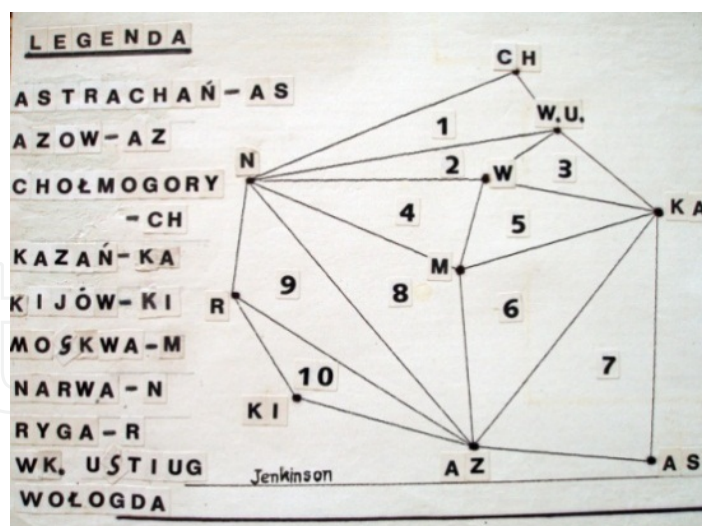 LEGENDA
ASTRACHAŃ-AS
AZOW-AZ
CHOŁMOGORY
-CH
KAZAŃ-KA
KIJÓW-KI
MOSKWA-M
NARWA-N
RYGA-R
WK. USTIUG
WOŁOGDA
CH
W.U.
1
N
2
W
3
KA
4
5
M
9
8
R
6
7
10
KI
AZ
AS
Jenkinson